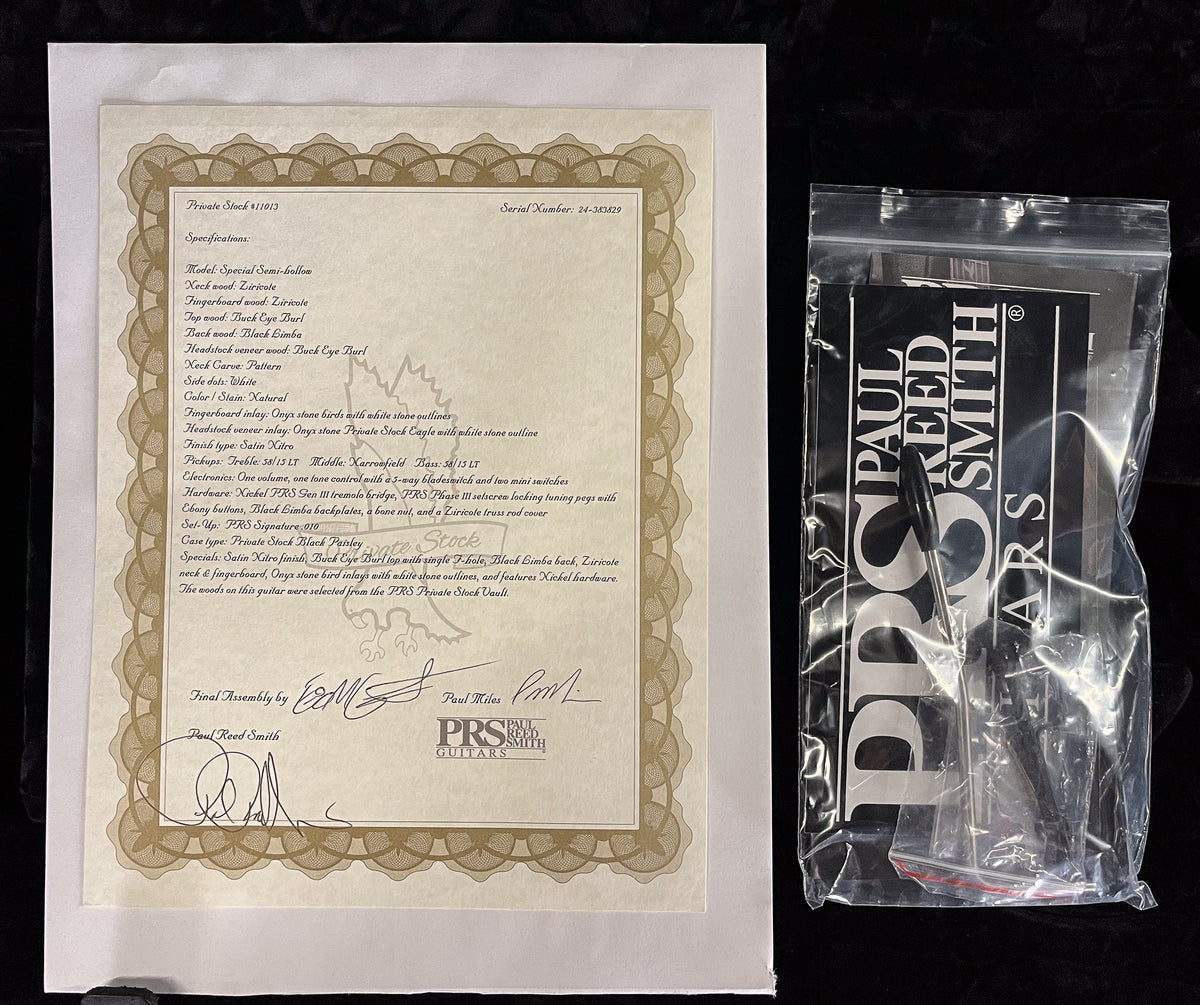 Private Stock #11013
Serial Number: 24-383829
Specifications:
Model: Special Semi-hollow
Neck wood: Ziricote
Fingerboard wood: Ziricote
Top wood: Buck Eye Burl
Back wood: Black Limba
Headstock veneer wood: Buck Eye Burl
Neck Carve: Pattern
Side dots: White
Color / Stain: Natural
Fingerboard inlay: Onyx stone birds with white stone outlines
Headstock veneer inlay: Onyx stone Private Stock Eagle with white stone outline
Finish type: Satin Nitro
Pickups: Treble: 58/15 LT Middle: Narrowfield Bass: 58/15 LT
Electronics: One volume, one tone control with a 5-way bladeswitch and two mini switches
Hardware: Nickel PRS Gen III tremolo bridge, PRS Phase III setscrew locking tuning pegs with
Ebony buttons, Black Limba backplates, a bone nut, and a Ziricote truss rod cover
Set-Up: PRS Signature .010
Case type: Private Stock Black Paisley
Specials: Satin Nitro finish, Buck Eye Burl top with single F-hole, Black Limba back, Ziricote
neck & fingerboard, Onyx stone bird inlays with white stone outlines, and features Nickel hardware.
The woods on this guitar were selected from the PRS Private Stock Vault.
Private Stock
Final Assembly by
Paul Miles
Paul Reed Smith
PRS PAUL REED SMITH
GUITARS
PRS PAUL REED SMITH ®
ARS